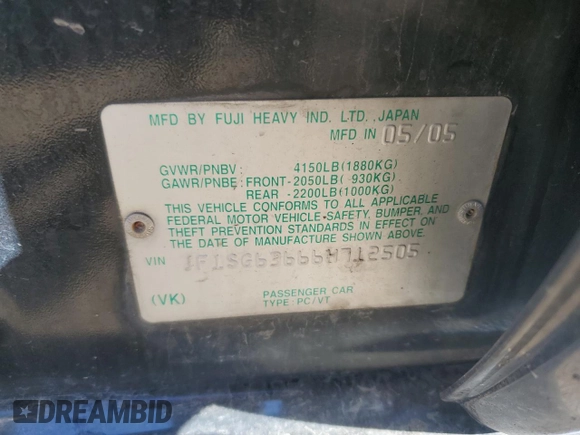 MFD BY FUJI HEAVY IND. LTD. JAPAN
MFD IN 05/05
GVWR/PNBV : 4150LB(1880KG)
GAWR/PNBE : FRONT-2050LB( 930KG)
REAR -2200LB(1000KG)
THIS VEHICLE CONFORMS TO ALL APPLICABLE
FEDERAL MOTOR VEHICLE SAFETY, BUMPER, AND
THEFT PREVENTION STANDARDS IN EFFECT ON
THE DATE OF MANUFACTURE SHOWN ABOVE.
VIN JF1SG63666H712505
(VK) PASSENGER CAR
TYPE: PC/VT
DREAMBID